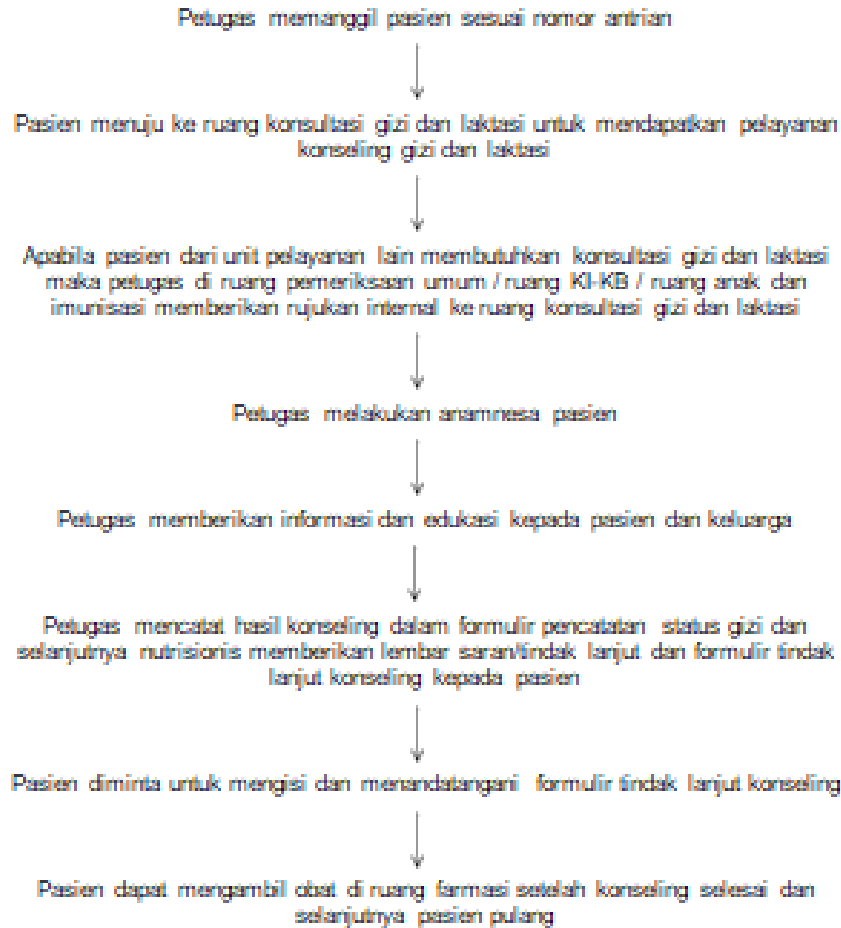 Petugas memanggil pasien sesuai nomor antrian
Pasien menuju ke ruang konsultasi gizi dan laktasi untuk mendapatkan pelayanan
konseling gizi dan laktasi
Apabila pasien dari unit pelayanan lain membutuhkan konsultasi gizi dan laktasi
maka petugas di ruang pemeriksaan umum / ruang KI-KB / ruang anak dan
imunisasi memberikan rujukan internal ke ruang konsultasi gizi dan laktasi
Petugas melakukan anamnesa pasien
Petugas memberikan informasi dan edukasi kepada pasien dan keluarga
Petugas mencatat hasil konseling dalam formulir pencatatan status gizi dan
selanjutnya nutrisionis memberikan lembar saran/tindak lanjut dan formulir tindak
lanjut konseling kepada pasien
Pasien diminta untuk mengisi dan menandatangani formulir tindak lanjut konseling
Pasien dapat mengambil obat di ruang farmasi setelah konseling selesai dan
selanjutnya pasien pulang